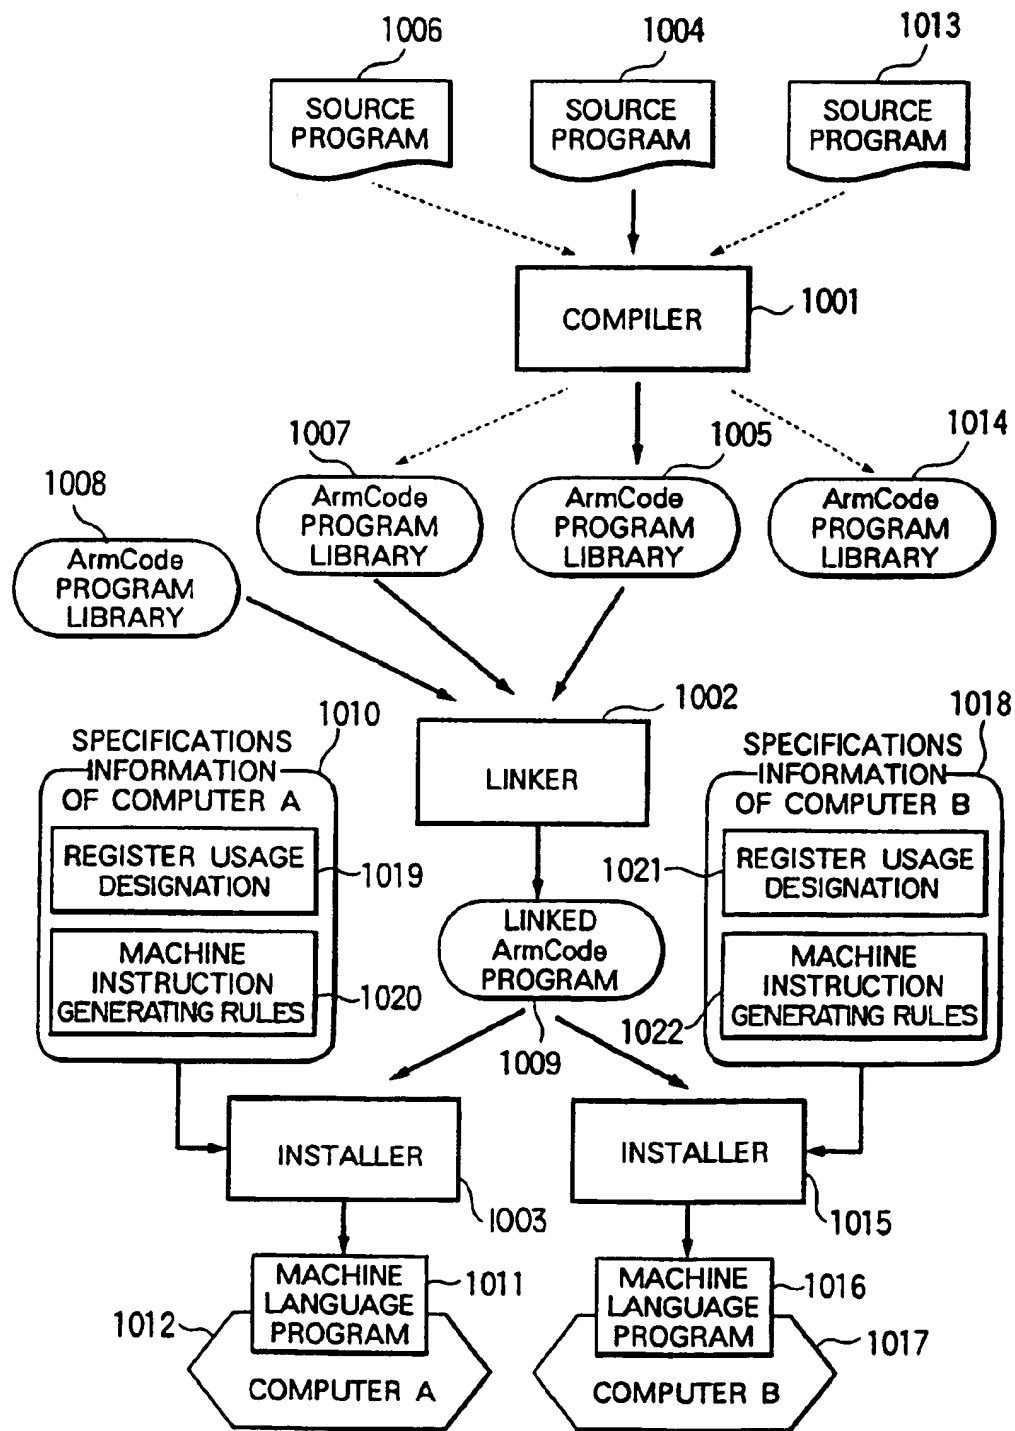 1006
1004
1013
SOURCE
PROGRAM
SOURCE
PROGRAM
SOURCE
PROGRAM
COMPILER
1001
1007
1005
1014
1008
ArmCode
PROGRAM
LIBRARY
ArmCode
PROGRAM
LIBRARY
ArmCode
PROGRAM
LIBRARY
ArmCode
PROGRAM
LIBRARY
1002
LINKER
1010
SPECIFICATIONS
INFORMATION
OF COMPUTER A
REGISTER USAGE
DESIGNATION
1019
MACHINE
INSTRUCTION
GENERATING RULES
1020
1018
SPECIFICATIONS
INFORMATION
OF COMPUTER B
1021
REGISTER USAGE
DESIGNATION
1022
MACHINE
INSTRUCTION
GENERATING RULES
LINKED
ArmCode
PROGRAM
1009
INSTALLER
1003
INSTALLER
1015
MACHINE
LANGUAGE
PROGRAM
1011
1012
COMPUTER A
MACHINE
LANGUAGE
PROGRAM
1016
1017
COMPUTER B